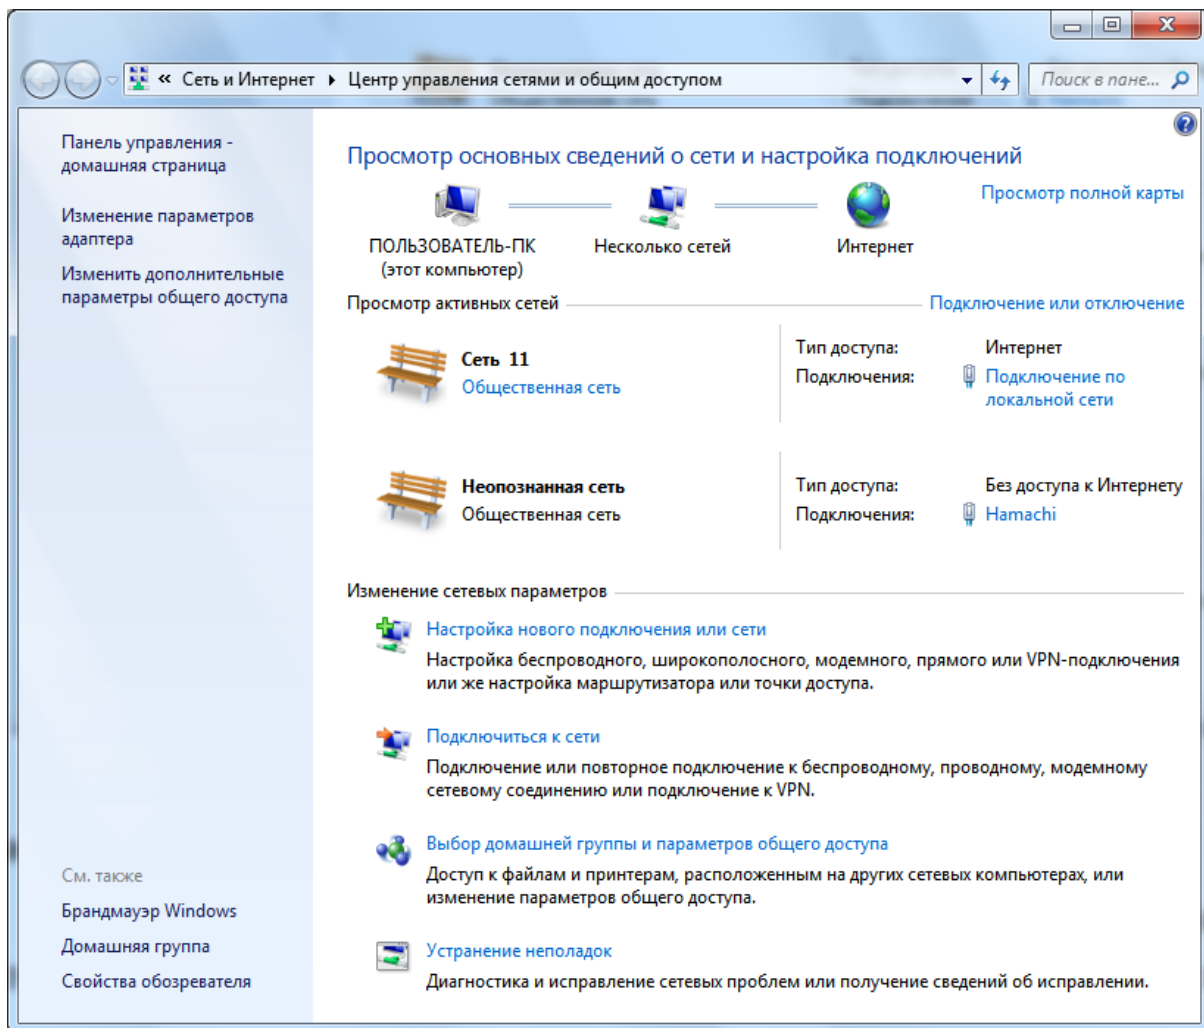 « Сеть и Интернет Центр управления сетями и общим доступом
Поиск в пане...
Панель управления -
домашняя страница
Изменение параметров
адаптера
Изменить дополнительные
параметры общего доступа
Просмотр основных сведений о сети и настройка подключений
Просмотр полной карты
ПОЛЬЗОВАТЕЛЬ-ПК
(этот компьютер)
Несколько сетей
Интернет
Просмотр активных сетей
Подключение или отключение
Сеть 11
Общественная сеть
Тип доступа: Интернет
Подключения: Подключение по
локальной сети
Неопознанная сеть
Общественная сеть
Тип доступа: Без доступа к Интернету
Подключения: Hamachi
Изменение сетевых параметров
Настройка нового подключения или сети
Настройка беспроводного, широкополосного, модемного, прямого или VPN-подключения
или же настройка маршрутизатора или точки доступа.
Подключиться к сети
Подключение или повторное подключение к беспроводному, проводному, модемному
сетевому соединению или подключение к VPN.
Выбор домашней группы и параметров общего доступа
Доступ к файлам и принтерам, расположенным на других сетевых компьютерах, или
изменение параметров общего доступа.
Устранение неполадок
Диагностика и исправление сетевых проблем или получение сведений об исправлении.
См. также
Брандмауэр Windows
Домашняя группа
Свойства обозревателя